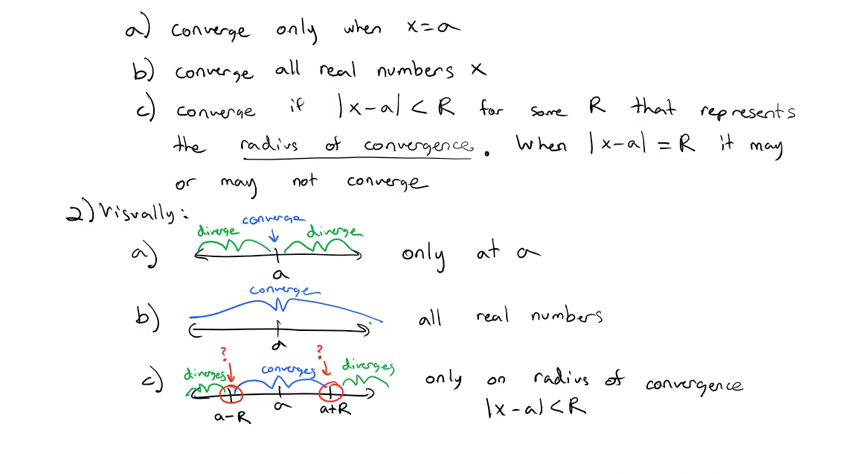 a) converge only when x=a
b) converge all real numbers x
c) converge if |x-a| < R for some R that represents
the radius of convergence. When |x-a| = R it may
or may not converge
2) Visually:
diverge converge diverge
a) only at a
a
converge
b) all real numbers
a
? ?
diverges converges diverges
c) only on radius of convergence
a-R a a+R |x-a| < R